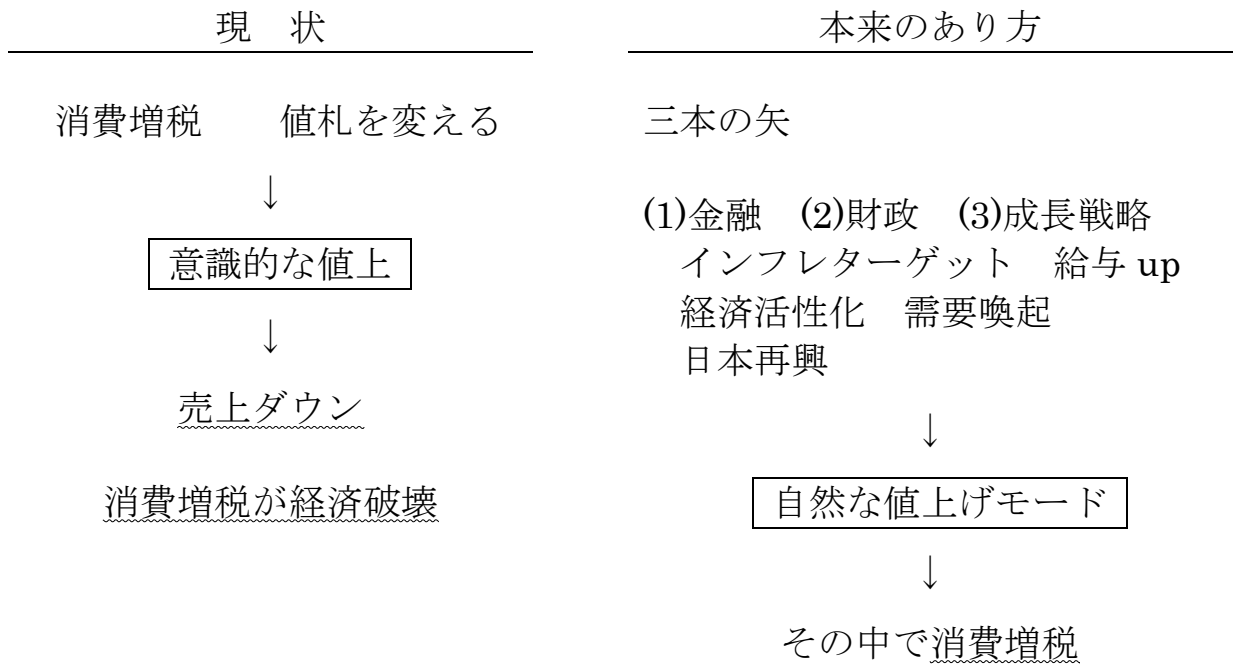 現　状
消費増税　　値札を変える
↓
意識的な値上
↓
売上ダウン
消費増税が経済破壊
本来のあり方
三本の矢
(1)金融　(2)財政　(3)成長戦略
インフレターゲット　給与 up
経済活性化　需要喚起
日本再興
↓
自然な値上げモード
↓
その中で消費増税